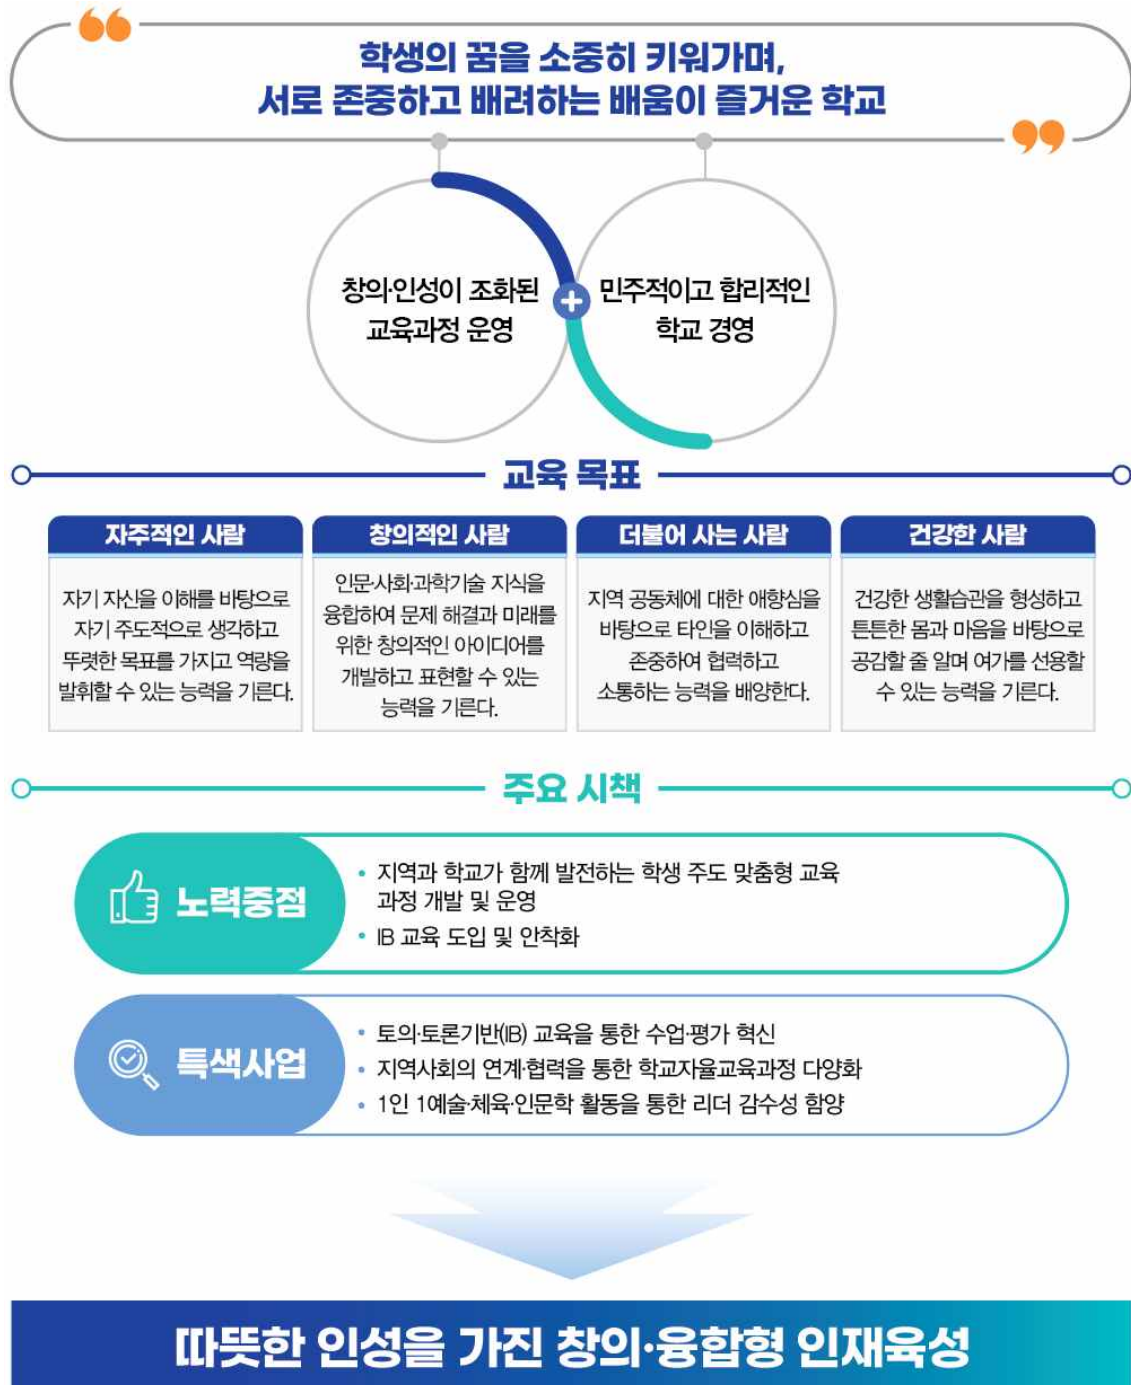 학생의 꿈을 소중히 키워가며,
서로 존중하고 배려하는 배움이 즐거운 학교
창의·인성이 조화된
교육과정 운영
+
민주적이고 합리적인
학교 경영
교육 목표
자주적인 사람
자기 자신을 이해를 바탕으로
자기 주도적으로 생각하고
뚜렷한 목표를 가지고 역량을
발휘할 수 있는 능력을 기른다.
창의적인 사람
인문·사회·과학기술 지식을
융합하여 문제 해결과 미래를
위한 창의적인 아이디어를
개발하고 표현할 수 있는
능력을 기른다.
더불어 사는 사람
지역 공동체에 대한 애향심을
바탕으로 타인을 이해하고
존중하여 협력하고
소통하는 능력을 배양한다.
건강한 사람
건강한 생활습관을 형성하고
튼튼한 몸과 마음을 바탕으로
공감할 줄 알며 여가를 선용할
수 있는 능력을 기른다.
주요 시책
노력중점
• 지역과 학교가 함께 발전하는 학생 주도 맞춤형 교육
과정 개발 및 운영
• IB 교육 도입 및 안착화
특색사업
• 토의·토론기반(IB) 교육을 통한 수업·평가 혁신
• 지역사회의 연계·협력을 통한 학교자율교육과정 다양화
• 1인 1예술·체육·인문학 활동을 통한 리더 감수성 함양
따뜻한 인성을 가진 창의·융합형 인재육성